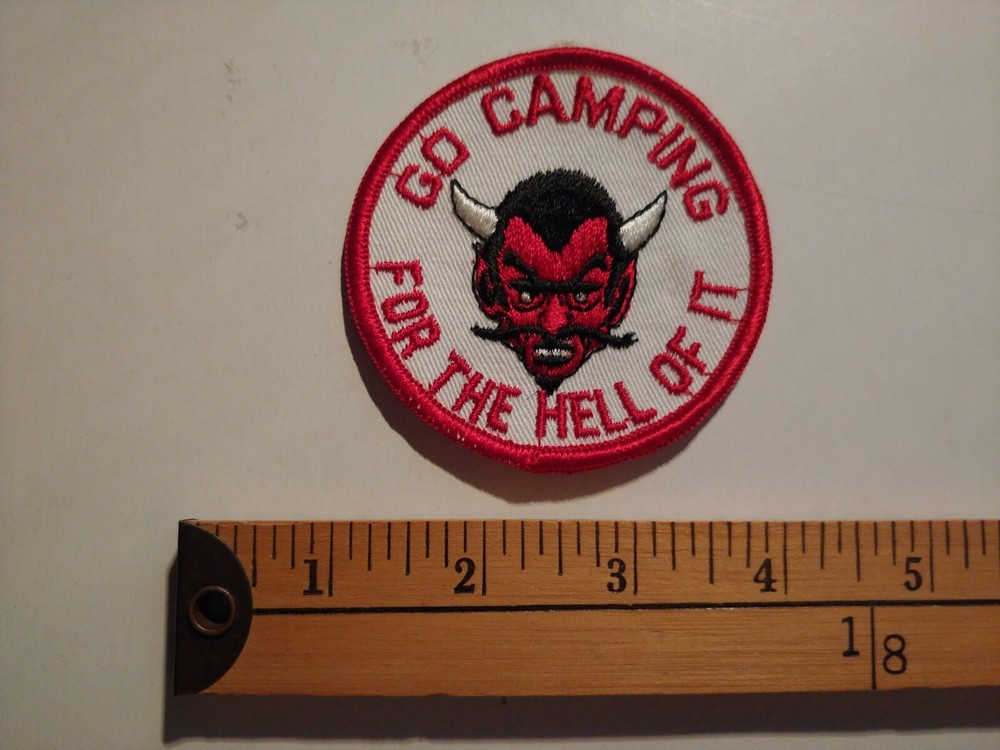 GO CAMPING
FOR THE HELL OF IT
1 2 3 4 5
1 8